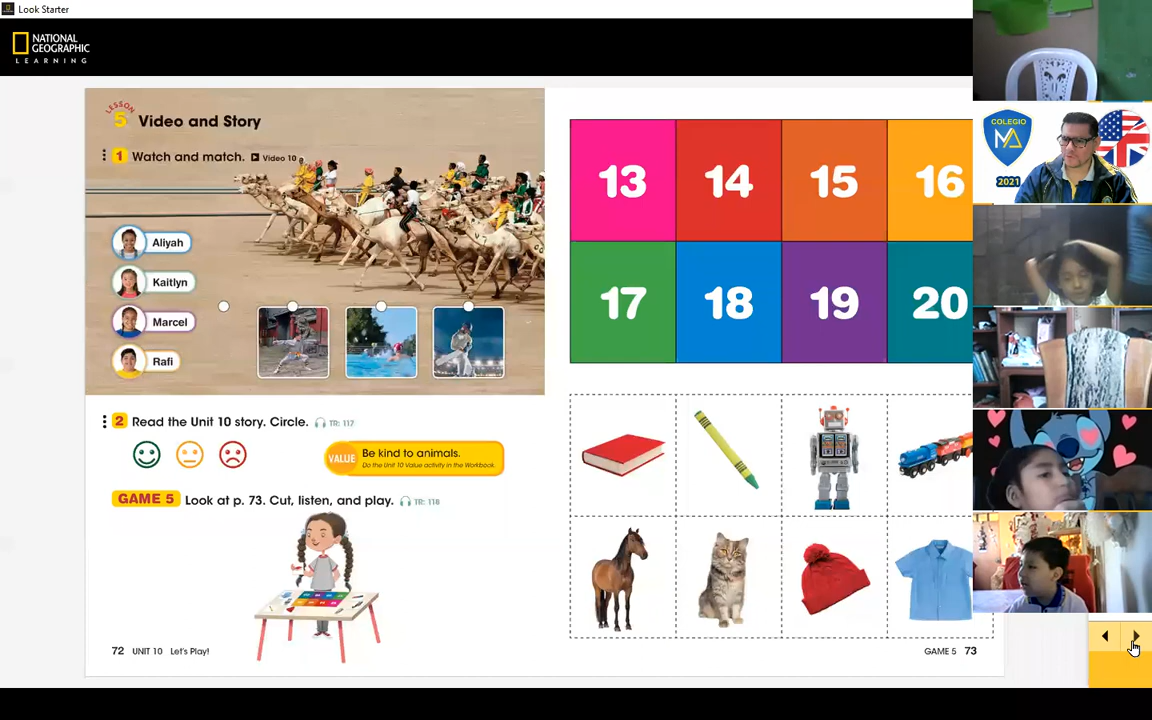 Look Starter
NATIONAL
GEOGRAPHIC
LEARNING
LESSON
5 Video and Story
1 Watch and match. Video 10
Aliyah
Kaitlyn
Marcel
Rafi
2 Read the Unit 10 story. Circle. TR: 117
VALUE
Be kind to animals.
Do the Unit 10 Value activity in the Workbook.
GAME 5 Look at p. 73. Cut, listen, and play. TR: 118
72 UNIT 10 Let's Play!
13 14 15 16
17 18 19 20
GAME 5 73
COLEGIO
MA
2021